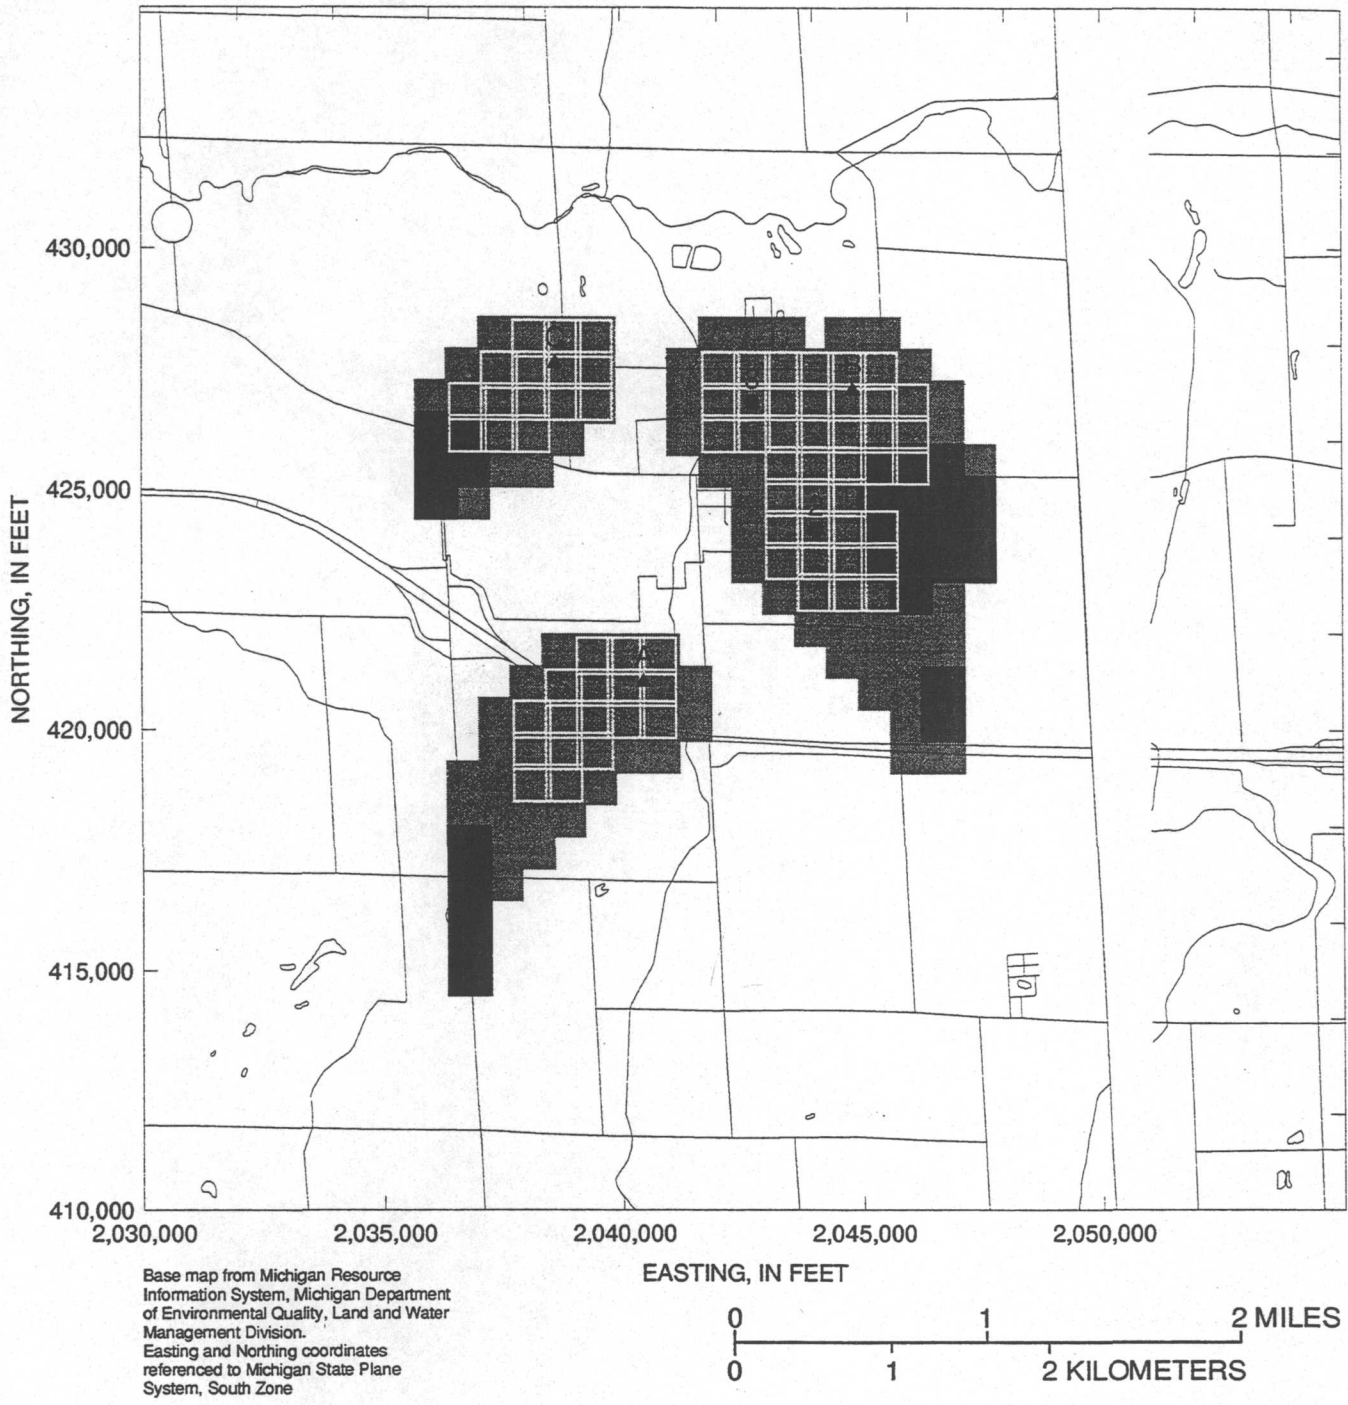 430,000
425,000
420,000
415,000
410,000
NORTHING, IN FEET
A
2,030,000 2,035,000 2,040,000 2,045,000 2,050,000
EASTING, IN FEET
Base map from Michigan Resource
Information System, Michigan Department
of Environmental Quality, Land and Water
Management Division.
Easting and Northing coordinates
referenced to Michigan State Plane
System, South Zone
0 1 2 MILES
0 1 2 KILOMETERS